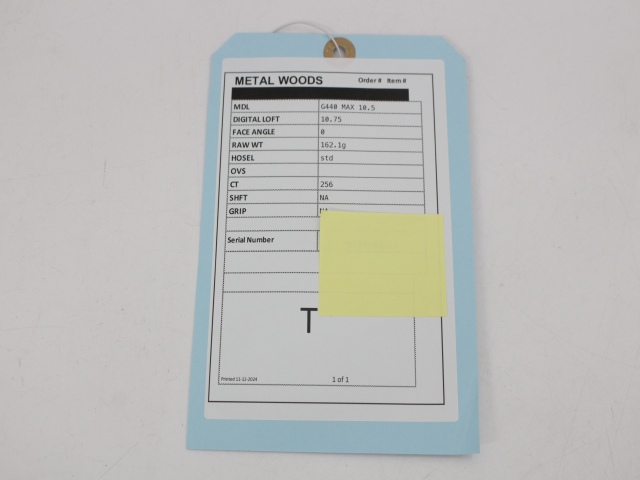 METAL WOODS Order # Item #
MDL G440 MAX 10.5
DIGITAL LOFT 10.75
FACE ANGLE 0
RAW WT 162.1g
HOSEL std
OVS
CT 256
SHFT NA
GRIP
Serial Number
T
Printed 11-12-2024 1 of 1